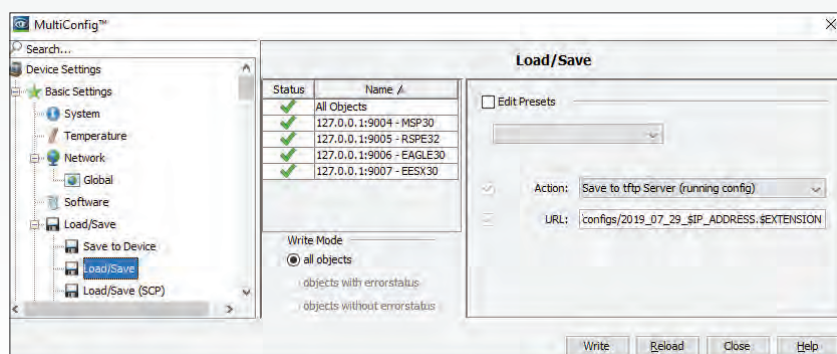 MultiConfig™
Search...
Device Settings
Basic Settings
System
Temperature
Network
Global
Software
Load/Save
Save to Device
Load/Save
Load/Save (SCP)
Status Name
All Objects
127.0.0.1:9004 - MSP30
127.0.0.1:9005 - RSPE32
127.0.0.1:9006 - EAGLE30
127.0.0.1:9007 - EESX30
Write Mode
all objects
objects with errorstatus
objects without errorstatus
Load/Save
Edit Presets
Action: Save to tftp Server (running config)
URL: configs/2019_07_29_$IP_ADDRESS.$EXTENSION
Write Reload Close Help